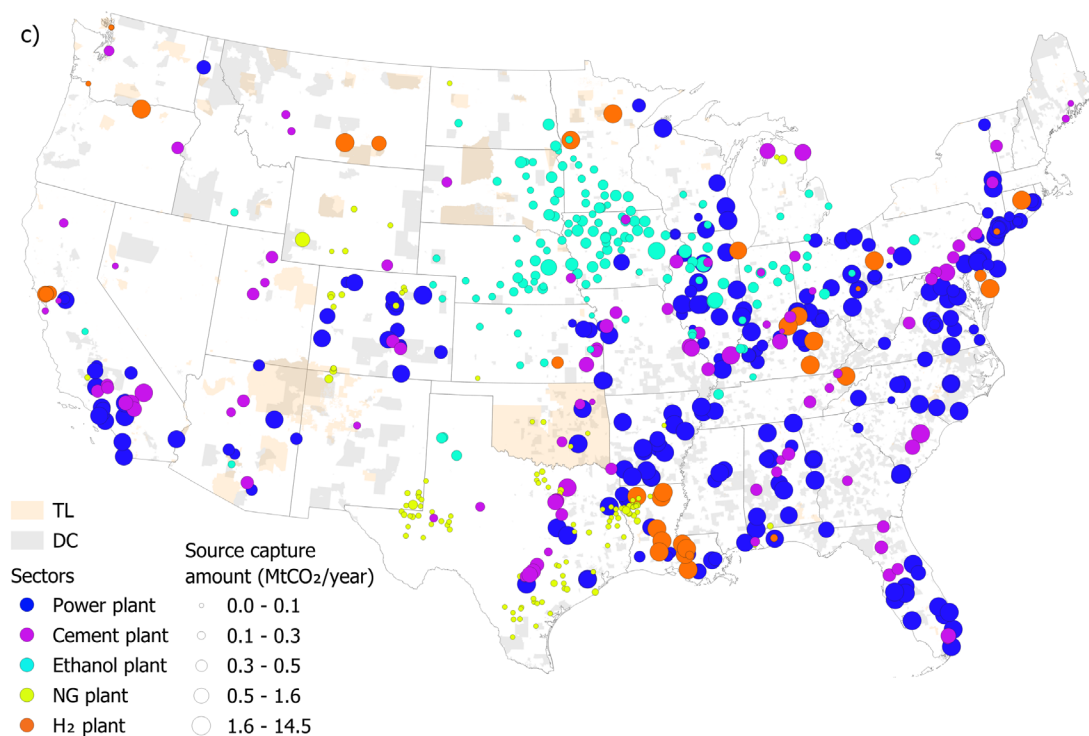 c)
TL
DC
Sectors
Power plant
Cement plant
Ethanol plant
NG plant
H₂ plant
Source capture
amount (MtCO₂/year)
0.0 - 0.1
0.1 - 0.3
0.3 - 0.5
0.5 - 1.6
1.6 - 14.5